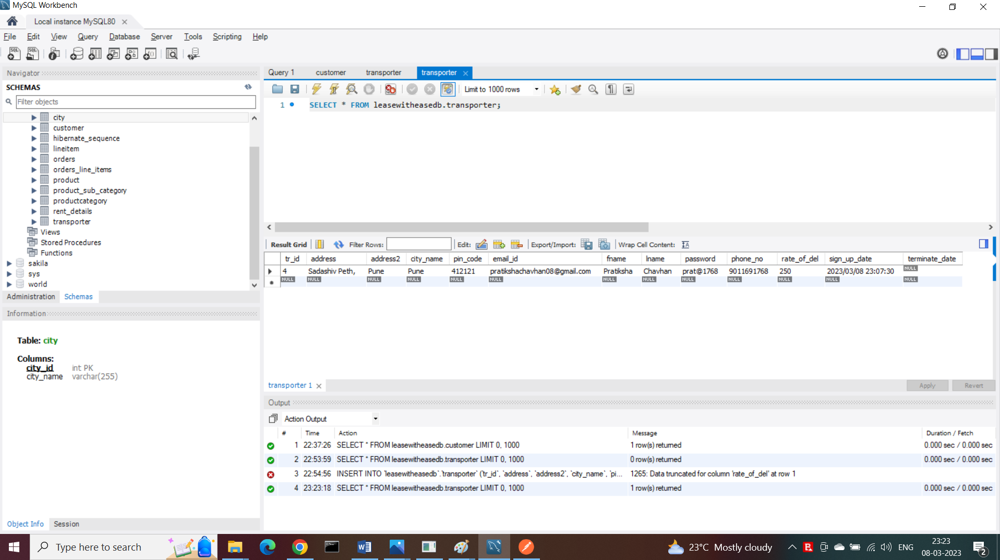 MySQL Workbench
Local instance MySQL80
File Edit View Query Database Server Tools Scripting Help
Navigator
SCHEMAS
Filter objects
city
customer
hibernate_sequence
lineitem
orders
orders_line_items
product
product_sub_category
productcategory
rent_details
transporter
Views
Stored Procedures
Functions
sakila
sys
world
Administration Schemas
Information
Table: city
Columns:
city_id int PK
city_name varchar(255)
Object Info Session
Query 1 customer transporter transporter
Limit to 1000 rows
1 SELECT * FROM leasewitheasedb.transporter;
Result Grid Filter Rows: Edit: Export/Import: Wrap Cell Content:
tr_id address address2 city_name pin_code email_id fname lname password phone_no rate_of_del sign_up_date terminate_date
4 Sadashiv Peth, Pune Pune 412121 pratikshachavhan08@gmail.com Pratiksha Chavhan prat@1768 9011691768 250 2023/03/08 23:07:30 NULL
NULL NULL NULL NULL NULL NULL NULL NULL NULL NULL NULL NULL NULL
transporter 1
Apply Revert
Output
Action Output
# Time Action Message Duration / Fetch
1 22:37:26 SELECT * FROM leasewitheasedb.customer LIMIT 0, 1000 1 row(s) returned 0.000 sec / 0.000 sec
2 22:53:59 SELECT * FROM leasewitheasedb.transporter LIMIT 0, 1000 0 row(s) returned 0.000 sec / 0.000 sec
3 22:54:56 INSERT INTO `leasewitheasedb`.`transporter` (`tr_id`, `address`, `address2`, `city_name`, `pi... 1265: Data truncated for column 'rate_of_del' at row 1
4 23:23:18 SELECT * FROM leasewitheasedb.transporter LIMIT 0, 1000 1 row(s) returned 0.000 sec / 0.000 sec
Type here to search
23°C Mostly cloudy
ENG
23:23
08-03-2023
2